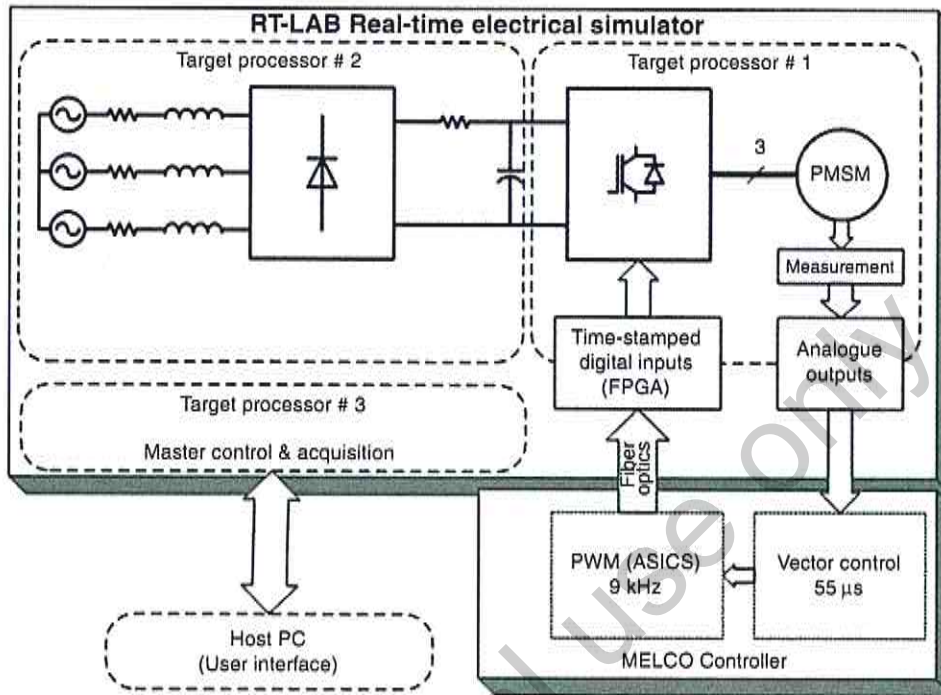 RT-LAB Real-time electrical simulator
Target processor # 2
Target processor # 1
3
PMSM
Measurement
Time-stamped
digital inputs
(FPGA)
Analogue
outputs
Target processor # 3
Master control & acquisition
Fiber
optics
PWM (ASICS)
9 kHz
Vector control
55 μs
Host PC
(User interface)
MELCO Controller
l use only